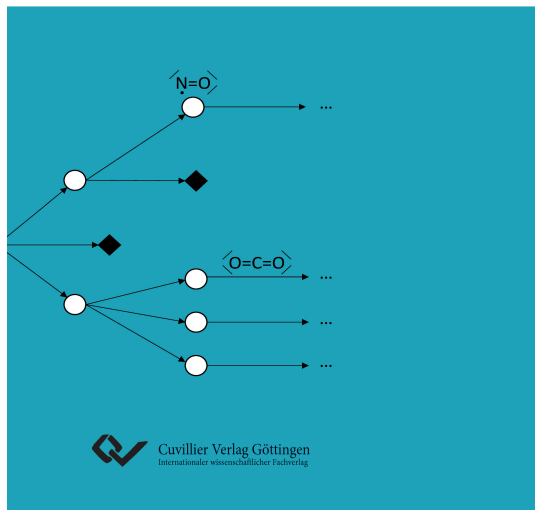 N=O
...
O=C=O
...
...
...
Cuvillier Verlag Göttingen
Internationaler wissenschaftlicher Fachverlag